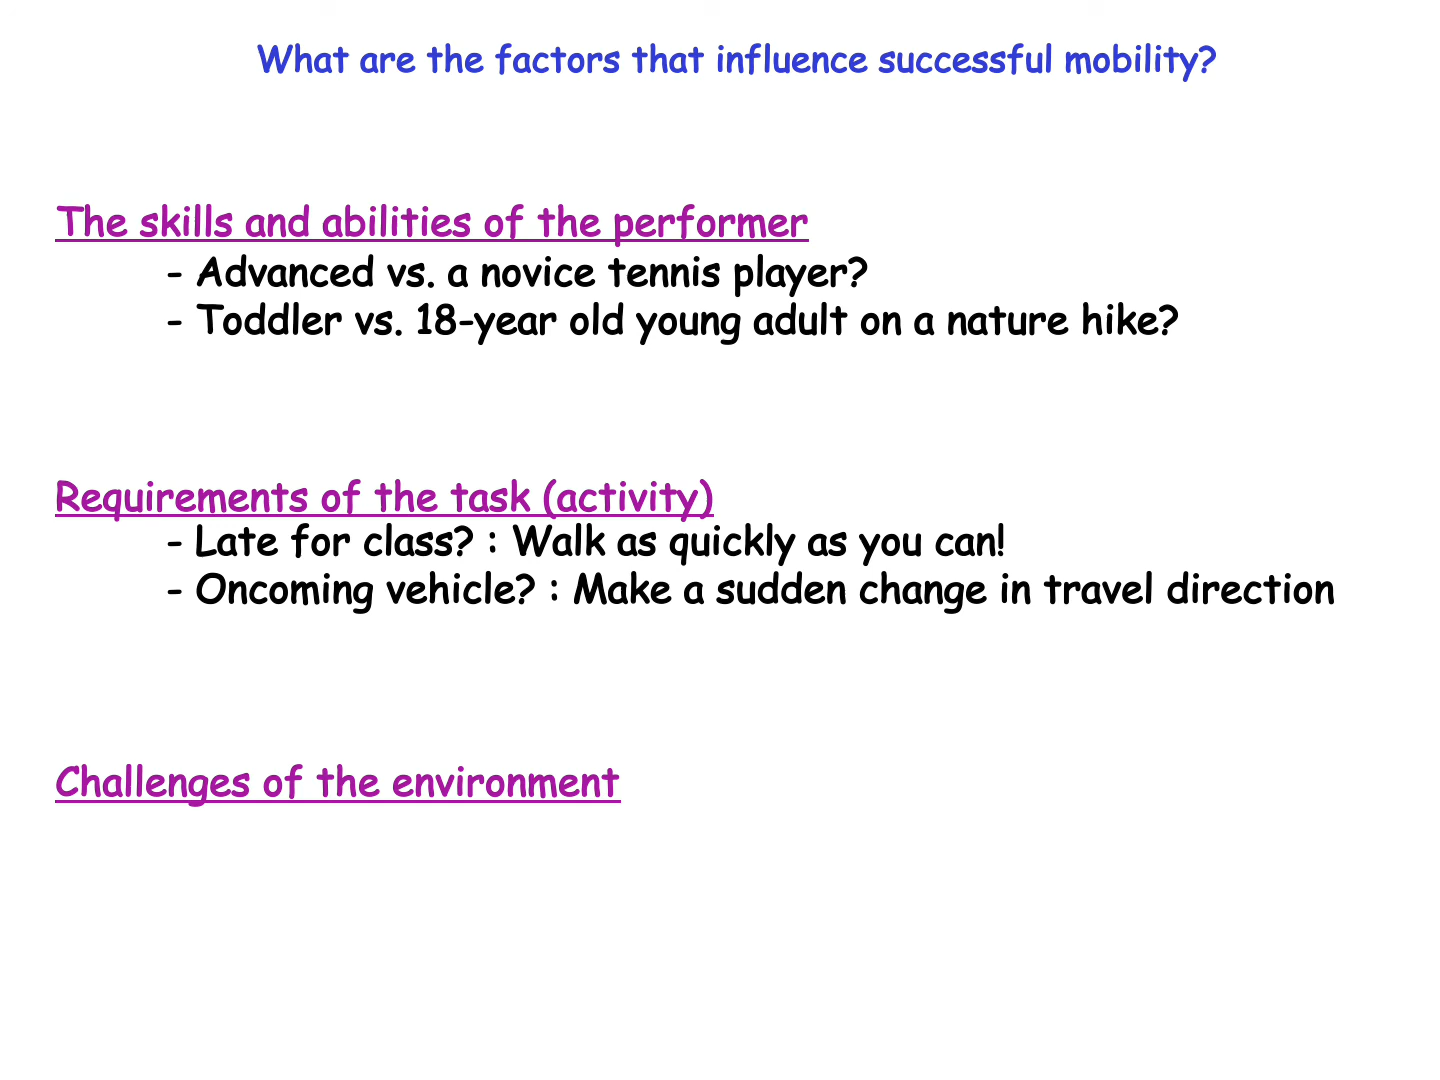 What are the factors that influence successful mobility?
The skills and abilities of the performer
- Advanced vs. a novice tennis player?
- Toddler vs. 18-year old young adult on a nature hike?
Requirements of the task (activity)
- Late for class? : Walk as quickly as you can!
- Oncoming vehicle? : Make a sudden change in travel direction
Challenges of the environment